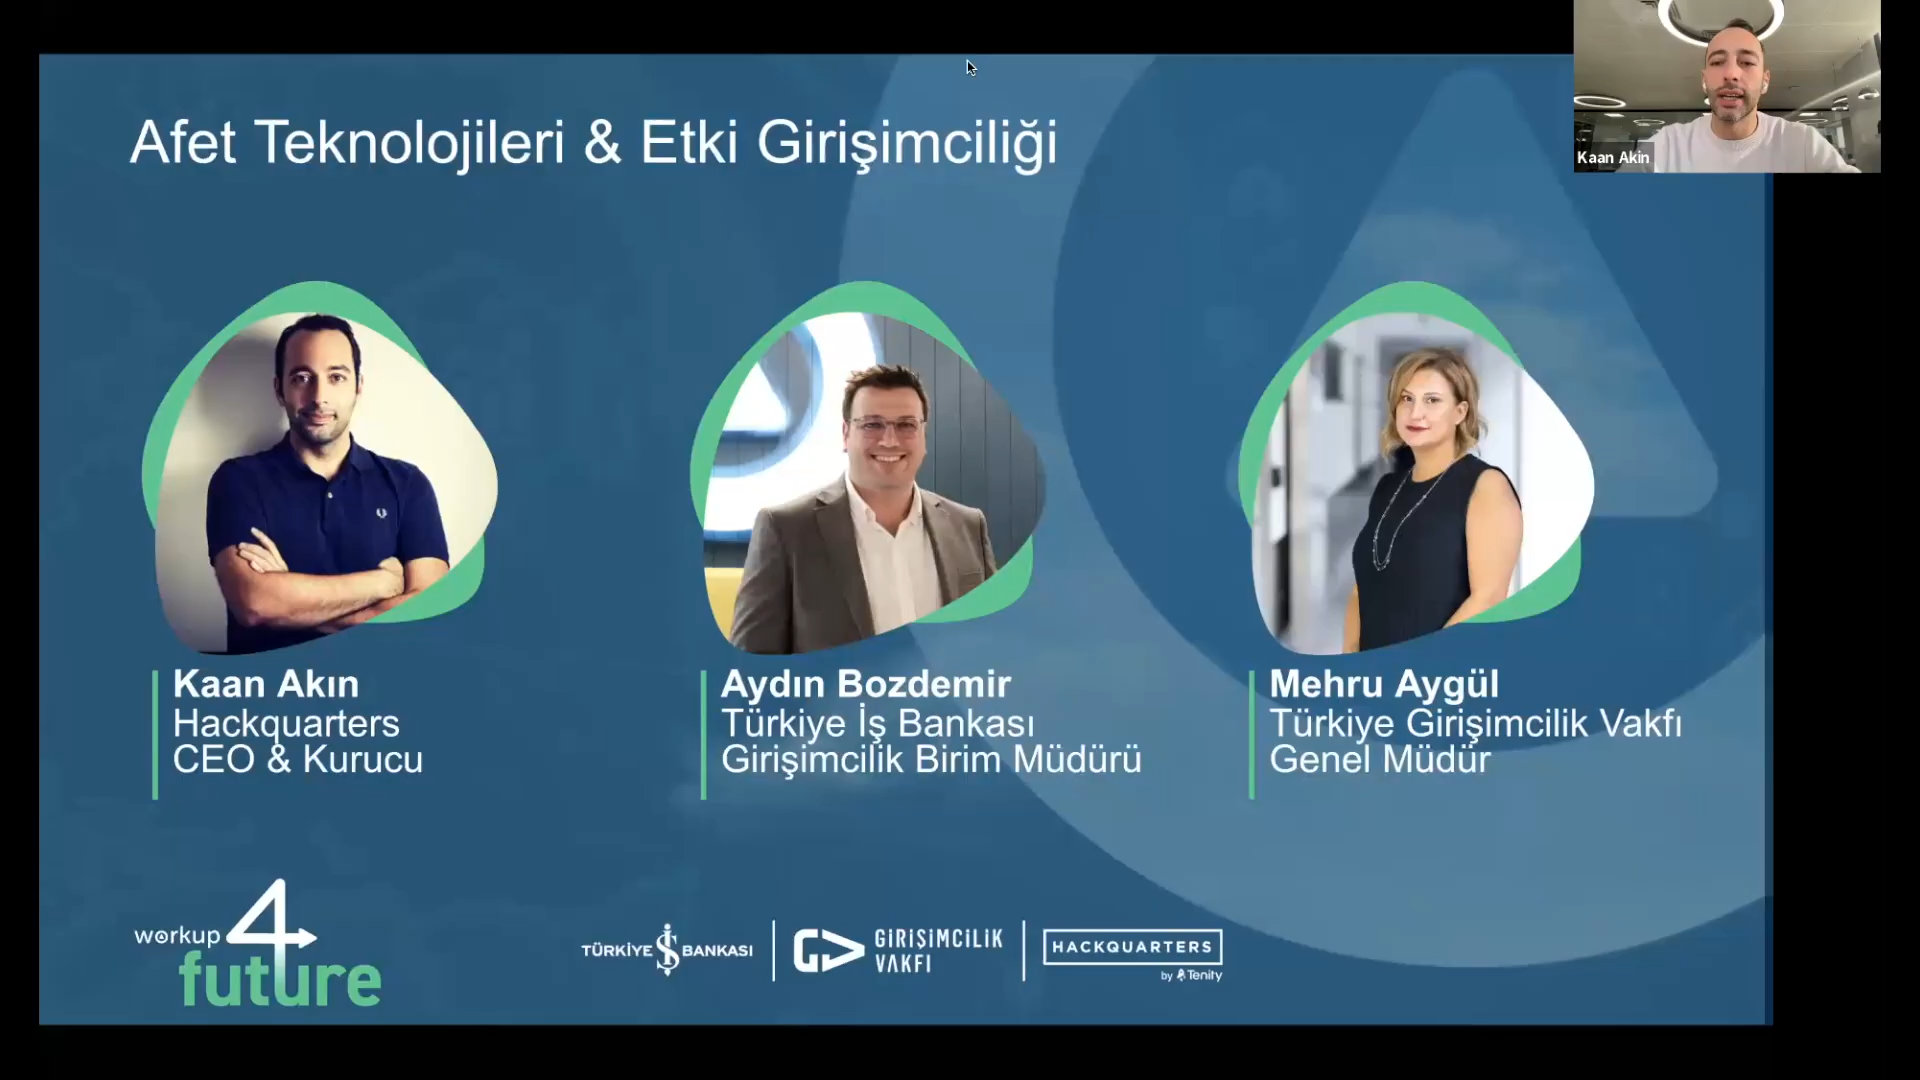 Afet Teknolojileri & Etki Girişimciliği
Kaan Akin
Kaan Akın
Hackquarters
CEO & Kurucu
Aydın Bozdemir
Türkiye İş Bankası
Girişimcilik Birim Müdürü
Mehru Aygül
Türkiye Girişimcilik Vakfı
Genel Müdür
workup 4
future
TÜRKİYE İŞ BANKASI
GİRİŞİMCİLİK
VAKFI
HACKQUARTERS
by Tenity